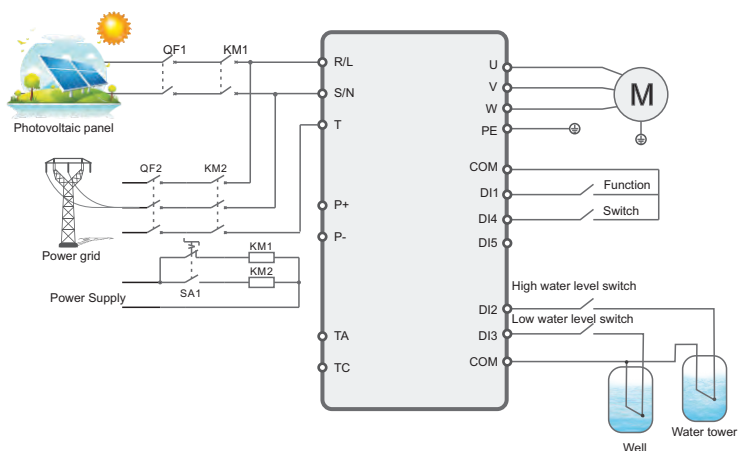 QF1
KM1
R/L
S/N
T
Photovoltaic panel
QF2
KM2
P+
P-
Power grid
KM1
KM2
SA1
Power Supply
TA
TC
U
V
W
PE
M
COM
DI1
Function
DI4
Switch
DI5
High water level switch
DI2
Low water level switch
DI3
COM
Water tower
Well